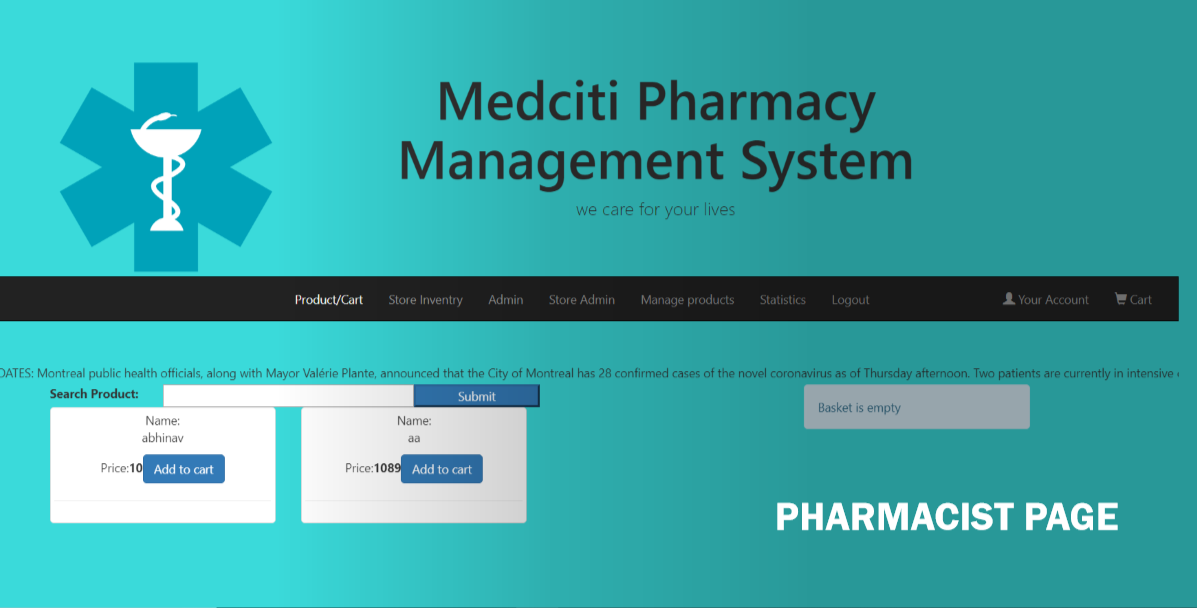 Medciti Pharmacy
Management System
we care for your lives
Product/Cart Store Inventry Admin Store Admin Manage products Statistics Logout Your Account Cart
DATES: Montreal public health officials, along with Mayor Valérie Plante, announced that the City of Montreal has 28 confirmed cases of the novel coronavirus as of Thursday afternoon. Two patients are currently in intensive
Search Product: Submit
Basket is empty
Name:
abhinav
Price:10 Add to cart
Name:
aa
Price:1089 Add to cart
PHARMACIST PAGE